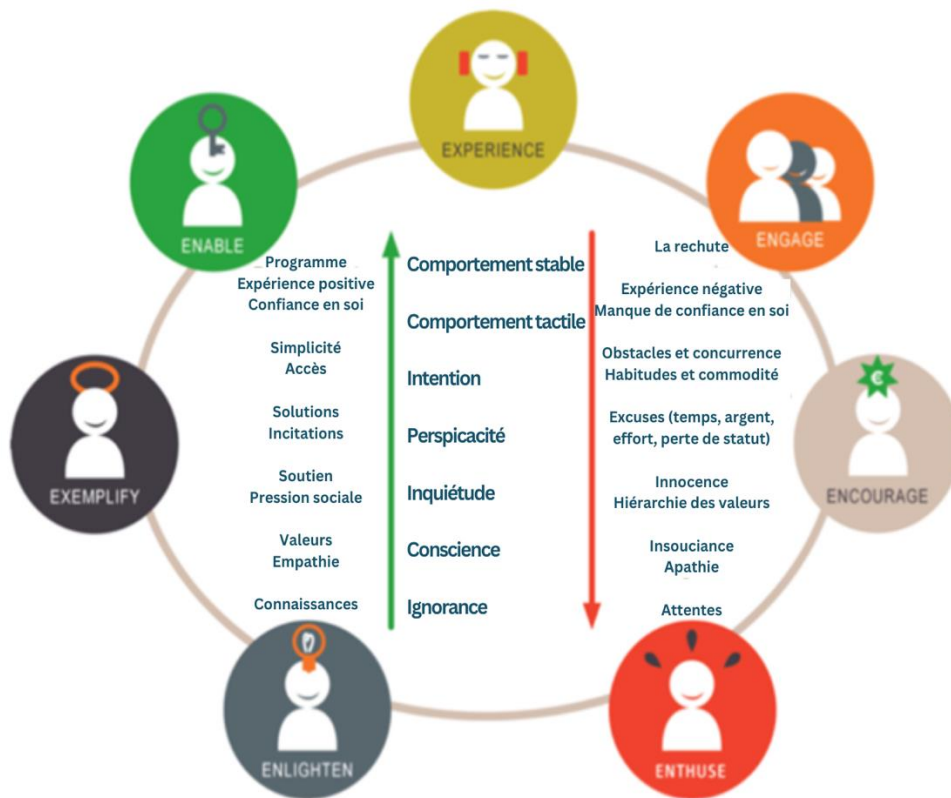 EXPERIENCE
ENABLE
ENGAGE
Programme
Expérience positive
Confiance en soi
Simplicité
Accès
Solutions
Incitations
Soutien
Pression sociale
Valeurs
Empathie
Connaissances
Comportement stable
Comportement tactile
Intention
Perspicacité
Inquiétude
Conscience
Ignorance
La rechute
Expérience négative
Manque de confiance en soi
Obstacles et concurrence
Habitudes et commodité
Excuses (temps, argent,
effort, perte de statut)
Innocence
Hiérarchie des valeurs
Insouciance
Apathie
Attentes
EXEMPLIFY
€
ENCOURAGE
ENLIGHTEN
ENTHUSE